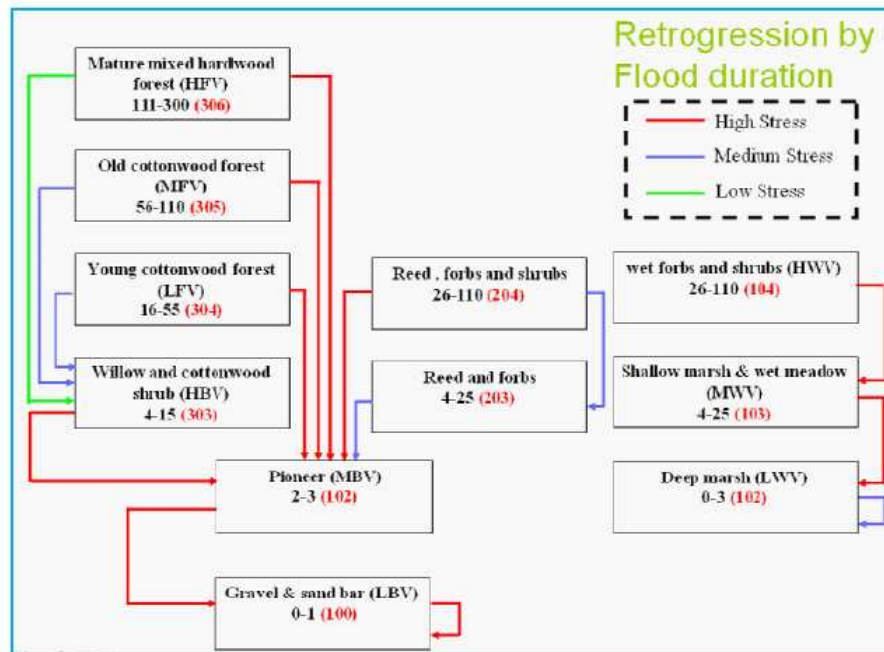 Retrogression by
Flood duration
High Stress
Medium Stress
Low Stress
Mature mixed hardwood
forest (HFV)
111-300 (306)
Old cottonwood forest
(MFV)
56-110 (305)
Young cottonwood forest
(LFV)
16-55 (304)
Willow and cottonwood
shrub (HBV)
4-15 (303)
Reed , forbs and shrubs
26-110 (204)
Reed and forbs
4-25 (203)
wet forbs and shrubs (HWV)
26-110 (104)
Shallow marsh & wet meadow
(MWV)
4-25 (103)
Deep marsh (LWV)
0-3 (102)
Pioneer (MBV)
2-3 (102)
Gravel & sand bar (LBV)
0-1 (100)